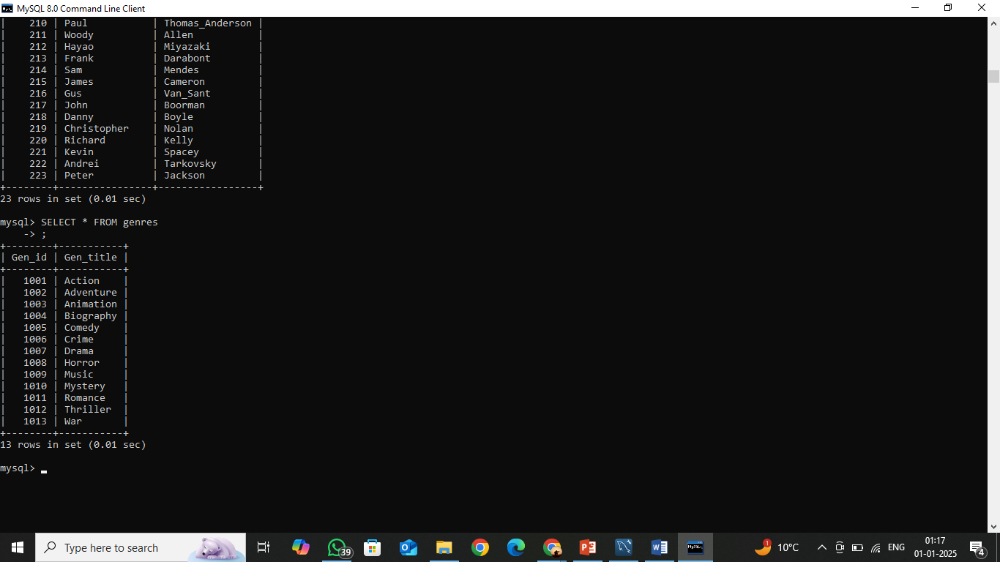 MySQL 8.0 Command Line Client
|    210 | Paul           | Thomas_Anderson |
|    211 | Woody          | Allen           |
|    212 | Hayao          | Miyazaki        |
|    213 | Frank          | Darabont        |
|    214 | Sam            | Mendes          |
|    215 | James          | Cameron         |
|    216 | Gus            | Van_Sant        |
|    217 | John           | Boorman         |
|    218 | Danny          | Boyle           |
|    219 | Christopher    | Nolan           |
|    220 | Richard        | Kelly           |
|    221 | Kevin          | Spacey          |
|    222 | Andrei         | Tarkovsky       |
|    223 | Peter          | Jackson         |
+--------+----------------+-----------------+
23 rows in set (0.01 sec)
mysql> SELECT * FROM genres
    -> ;
+--------+-----------+
| Gen_id | Gen_title |
+--------+-----------+
|   1001 | Action    |
|   1002 | Adventure |
|   1003 | Animation |
|   1004 | Biography |
|   1005 | Comedy    |
|   1006 | Crime     |
|   1007 | Drama     |
|   1008 | Horror    |
|   1009 | Music     |
|   1010 | Mystery   |
|   1011 | Romance   |
|   1012 | Thriller  |
|   1013 | War       |
+--------+-----------+
13 rows in set (0.01 sec)
mysql>
Type here to search
39
1
10°C
ENG
01:17
01-01-2025
4